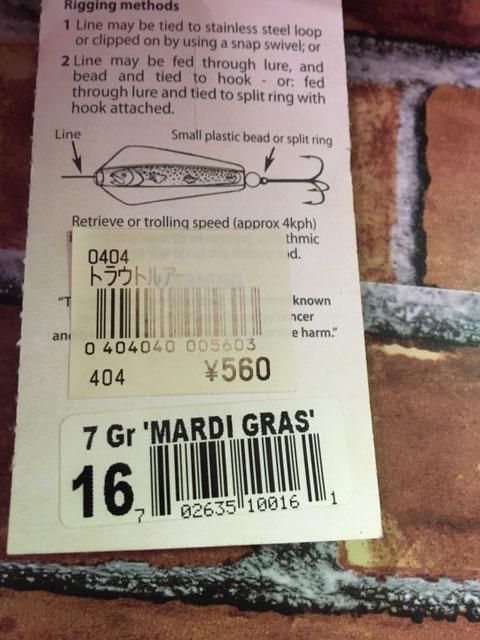 Rigging methods
1 Line may be tied to stainless steel loop
or clipped on by using a snap swivel; or
2 Line may be fed through lure, and
bead and tied to hook - or: fed
through lure and tied to split ring with
hook attached.
Line
Small plastic bead or split ring
Retrieve or trolling speed (approx 4kph)
thmic
d.
0404
トラウトルアー
"T
known
ncer
0 404040 005603
an
e harm."
404
¥560
7 Gr 'MARDI GRAS'
16
7 02635 10016 1